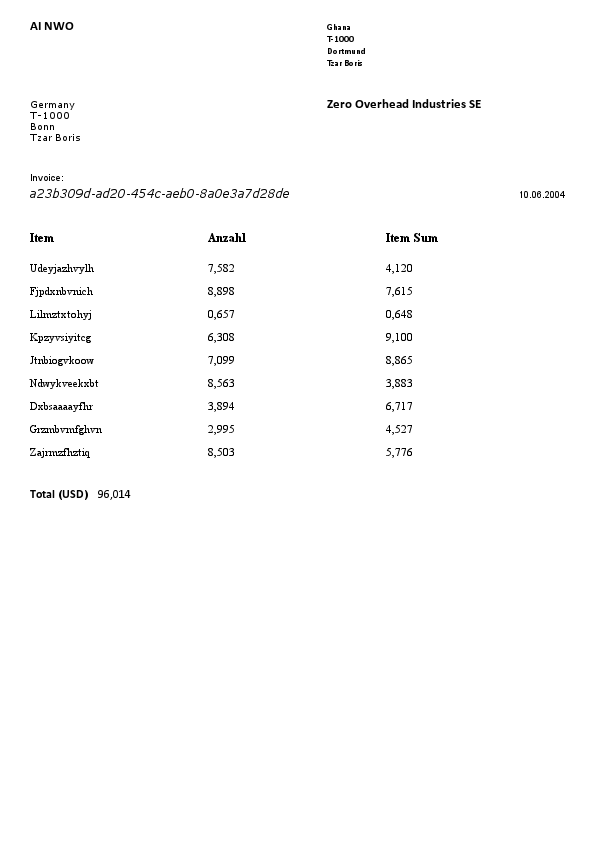 AI NWO
Ghana
T-1000
Dortmund
Tzar Boris
Germany
T-1000
Bonn
Tzar Boris
Zero Overhead Industries SE
Invoice:
a23b309d-ad20-454c-aeb0-8a0e3a7d28de 10.06.2004
Item Anzahl Item Sum
Udeyjazhvylh 7,582 4,120
Fjpdxnbvnich 8,898 7,615
Lilmztxtohyj 0,657 0,648
Kpzyvsiyitcg 6,308 9,100
Jtnbiogvkoow 7,099 8,865
Ndwykveekxbt 8,563 3,883
Dxbsaaaayfhr 3,894 6,717
Grzmbvmfghvn 2,995 4,527
Zajrmzfhztiq 8,503 5,776
Total (USD) 96,014